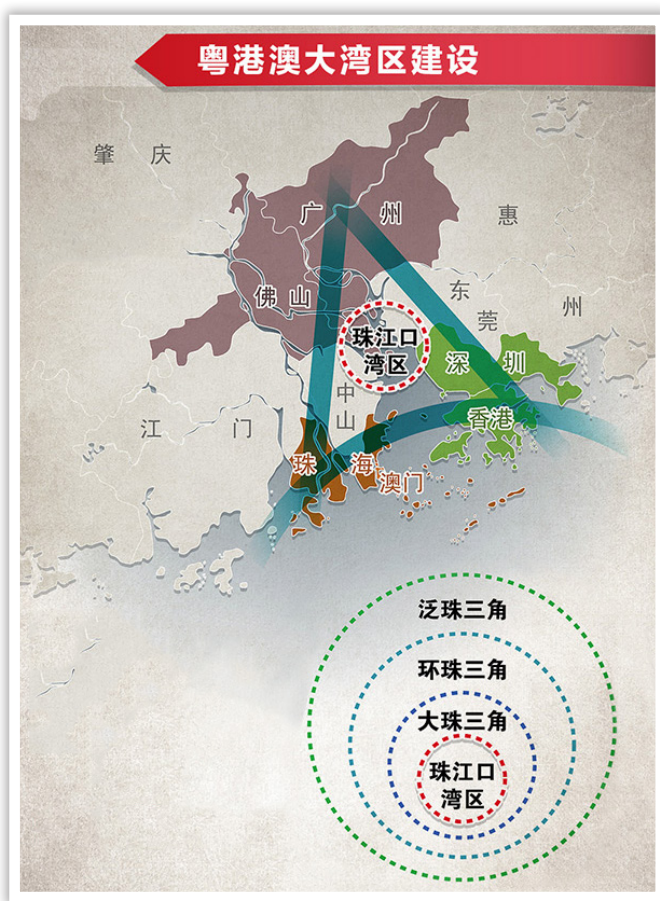 粤港澳大湾区建设
肇庆
广州
惠州
佛山
东莞
珠江口
湾区
深圳
中山
江门
香港
珠海
澳门
泛珠三角
环珠三角
大珠三角
珠江口
湾区